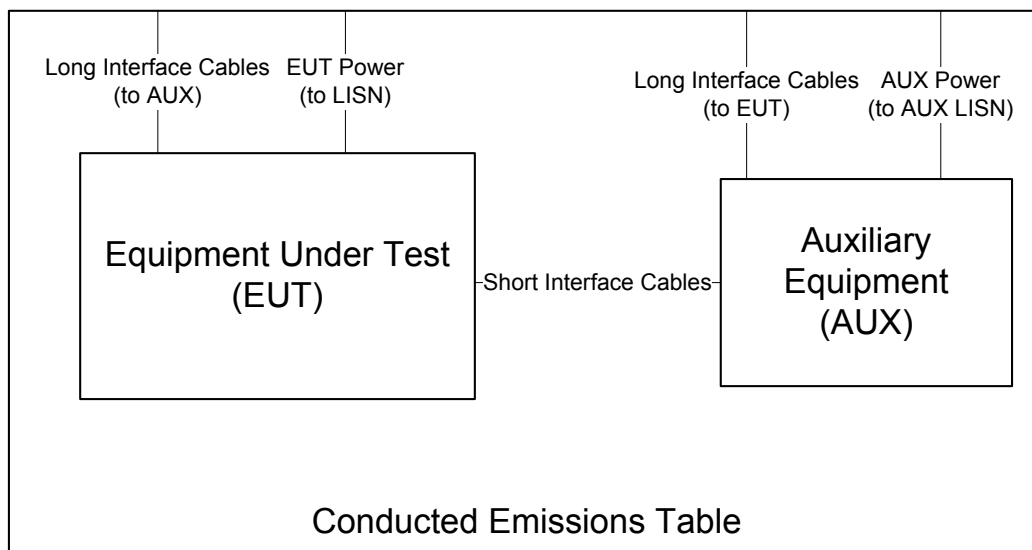 Long Interface Cables
(to AUX)
EUT Power
(to LISN)
Long Interface Cables
(to EUT)
AUX Power
(to AUX LISN)
Equipment Under Test
(EUT)
Short Interface Cables
Auxiliary
Equipment
(AUX)
Conducted Emissions Table